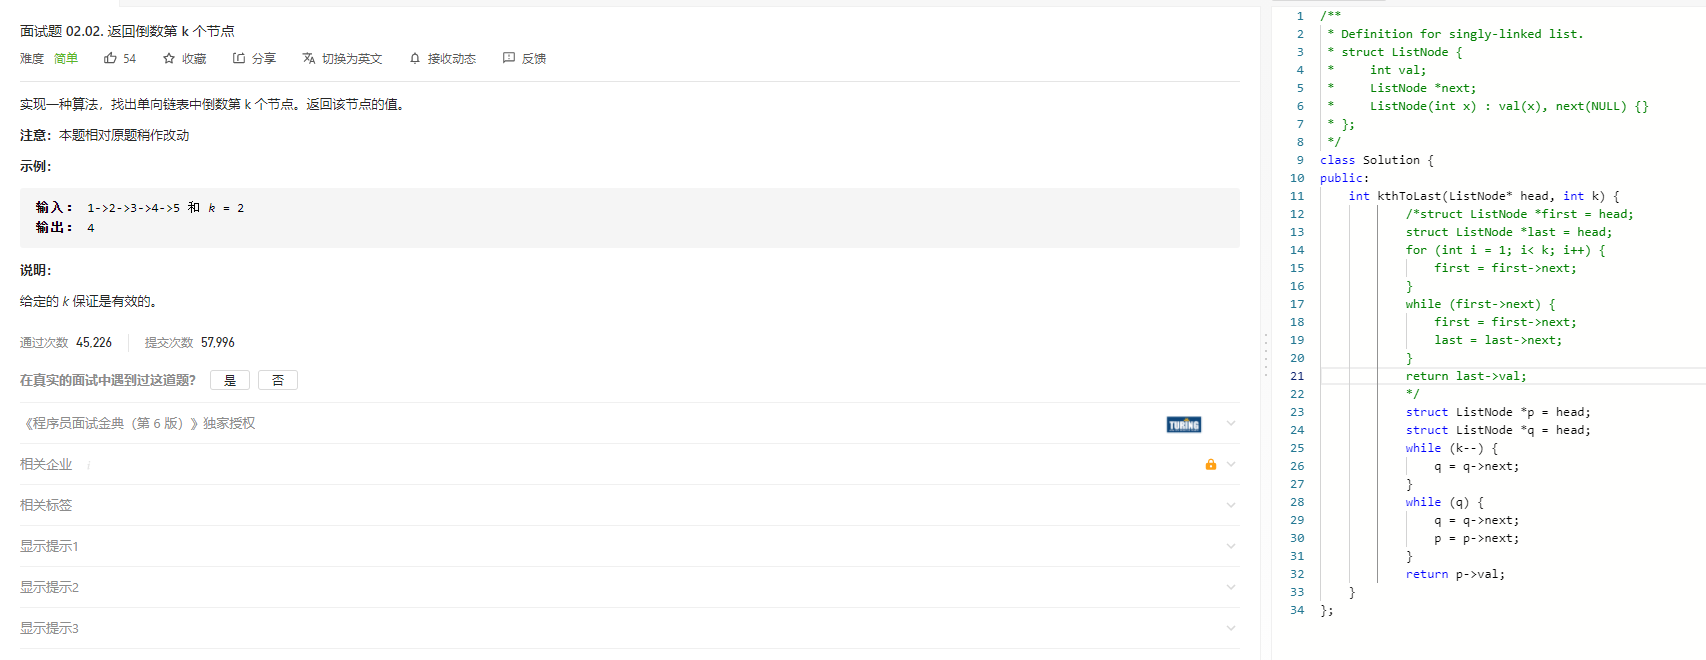 面试题 02.02. 返回倒数第 k 个节点
难度 简单 54 收藏 分享 切换为英文 接收动态 反馈
实现一种算法，找出单向链表中倒数第 k 个节点。返回该节点的值。
注意：本题相对原题稍作改动
示例：
输入： 1->2->3->4->5 和 k = 2
输出： 4
说明：
给定的 k 保证是有效的。
通过次数 45,226 提交次数 57,996
在真实的面试中遇到过这道题？ 是 否
《程序员面试金典（第 6 版）》独家授权 TURING
相关企业 i
相关标签
显示提示1
显示提示2
显示提示3
1 /**
2  * Definition for singly-linked list.
3  * struct ListNode {
4  *     int val;
5  *     ListNode *next;
6  *     ListNode(int x) : val(x), next(NULL) {}
7  * };
8  */
9 class Solution {
10 public:
11     int kthToLast(ListNode* head, int k) {
12             /*struct ListNode *first = head;
13             struct ListNode *last = head;
14             for (int i = 1; i< k; i++) {
15                 first = first->next;
16             }
17             while (first->next) {
18                 first = first->next;
19                 last = last->next;
20             }
21             return last->val;
22             */
23             struct ListNode *p = head;
24             struct ListNode *q = head;
25             while (k--) {
26                 q = q->next;
27             }
28             while (q) {
29                 q = q->next;
30                 p = p->next;
31             }
32             return p->val;
33     }
34 };